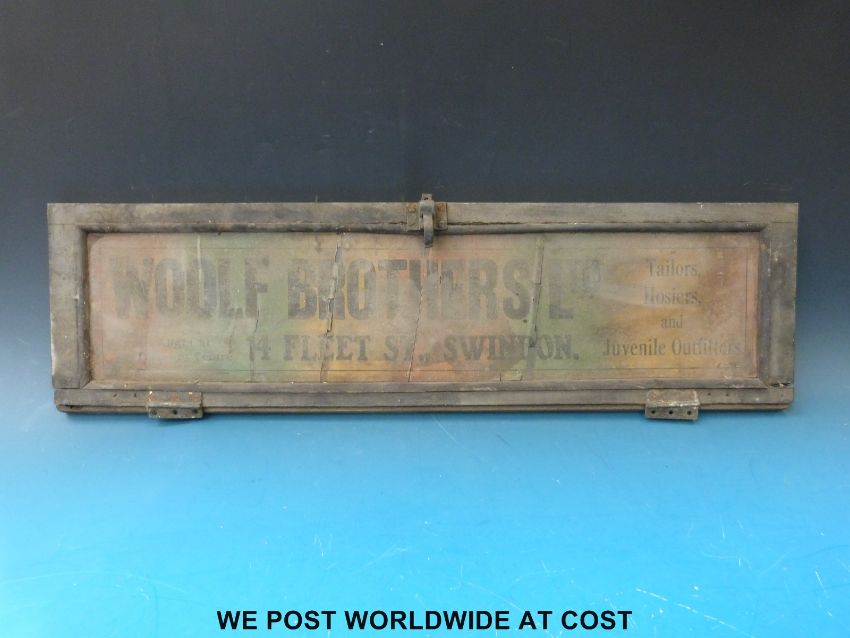 WOOLF BROTHERS LTD
14 FLEET ST., SWINDON.
Tailors,
Hosiers,
and
Juvenile Outfitters
WE POST WORLDWIDE AT COST